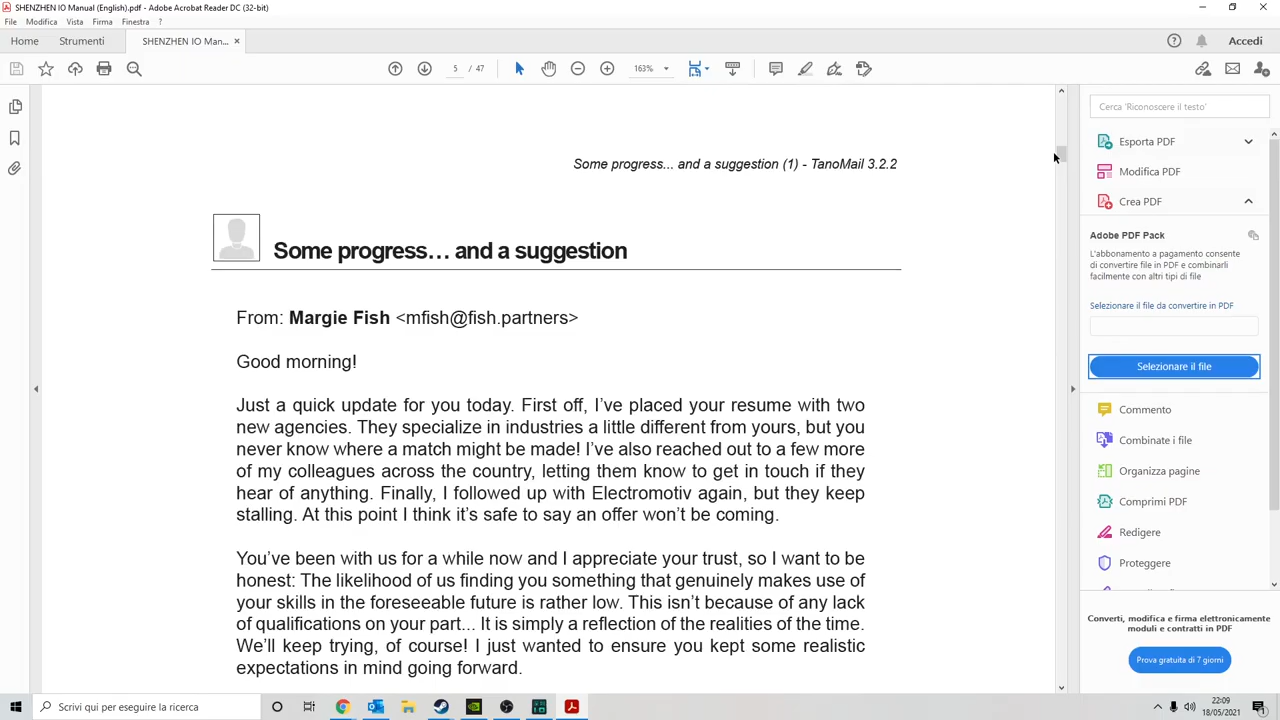 SHENZHEN IO Manual (English).pdf - Adobe Acrobat Reader DC (32-bit)
File Modifica Vista Firma Finestra ?
Home Strumenti SHENZHEN IO Man... × Accedi
5 / 47 163%
Some progress... and a suggestion (1) - TanoMail 3.2.2
Some progress… and a suggestion
From: Margie Fish <mfish@fish.partners>
Good morning!
Just a quick update for you today. First off, I’ve placed your resume with two
new agencies. They specialize in industries a little different from yours, but you
never know where a match might be made! I’ve also reached out to a few more
of my colleagues across the country, letting them know to get in touch if they
hear of anything. Finally, I followed up with Electromotiv again, but they keep
stalling. At this point I think it’s safe to say an offer won’t be coming.
You’ve been with us for a while now and I appreciate your trust, so I want to be
honest: The likelihood of us finding you something that genuinely makes use of
your skills in the foreseeable future is rather low. This isn’t because of any lack
of qualifications on your part... It is simply a reflection of the realities of the time.
We’ll keep trying, of course! I just wanted to ensure you kept some realistic
expectations in mind going forward.
Cerca 'Riconoscere il testo'
Esporta PDF
Modifica PDF
Crea PDF
Adobe PDF Pack
L'abbonamento a pagamento consente
di convertire file in PDF e combinarli
facilmente con altri tipi di file
Selezionare il file da convertire in PDF
Selezionare il file
Commento
Combinate i file
Organizza pagine
Comprimi PDF
Redigere
Proteggere
Converti, modifica e firma elettronicamente
moduli e contratti in PDF
Prova gratuita di 7 giorni
Scrivi qui per eseguire la ricerca
22:09
18/05/2021